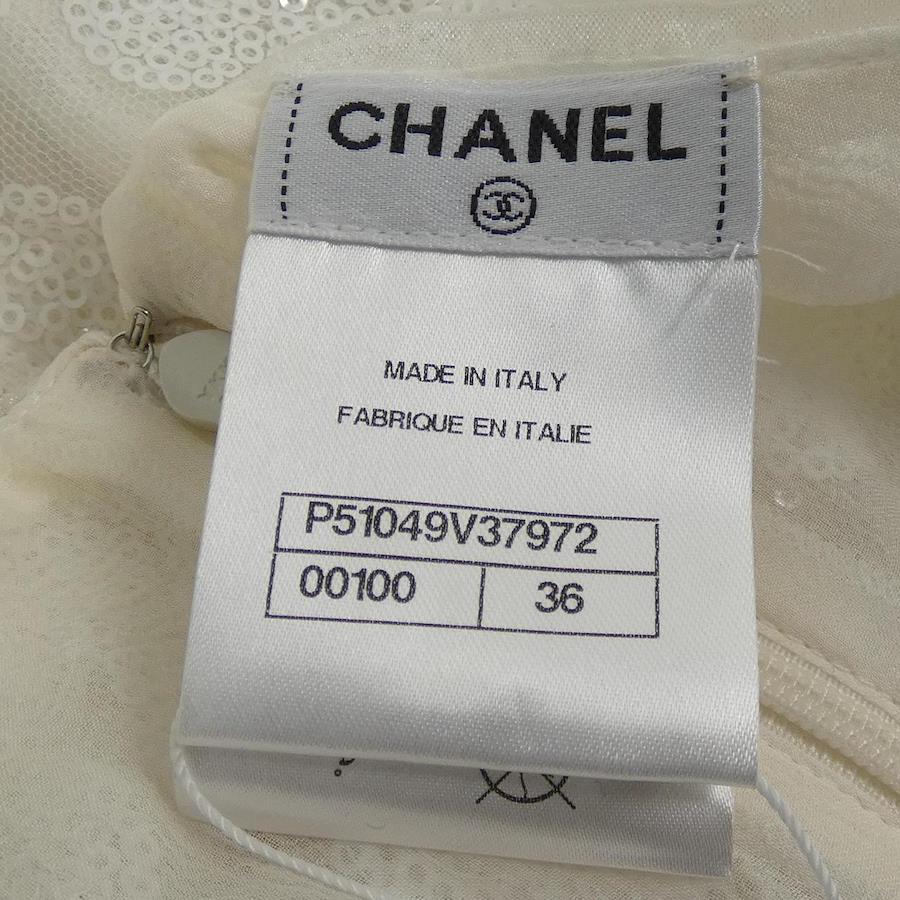 CHANEL
MADE IN ITALY
FABRIQUE EN ITALIE
P51049V37972
00100 36